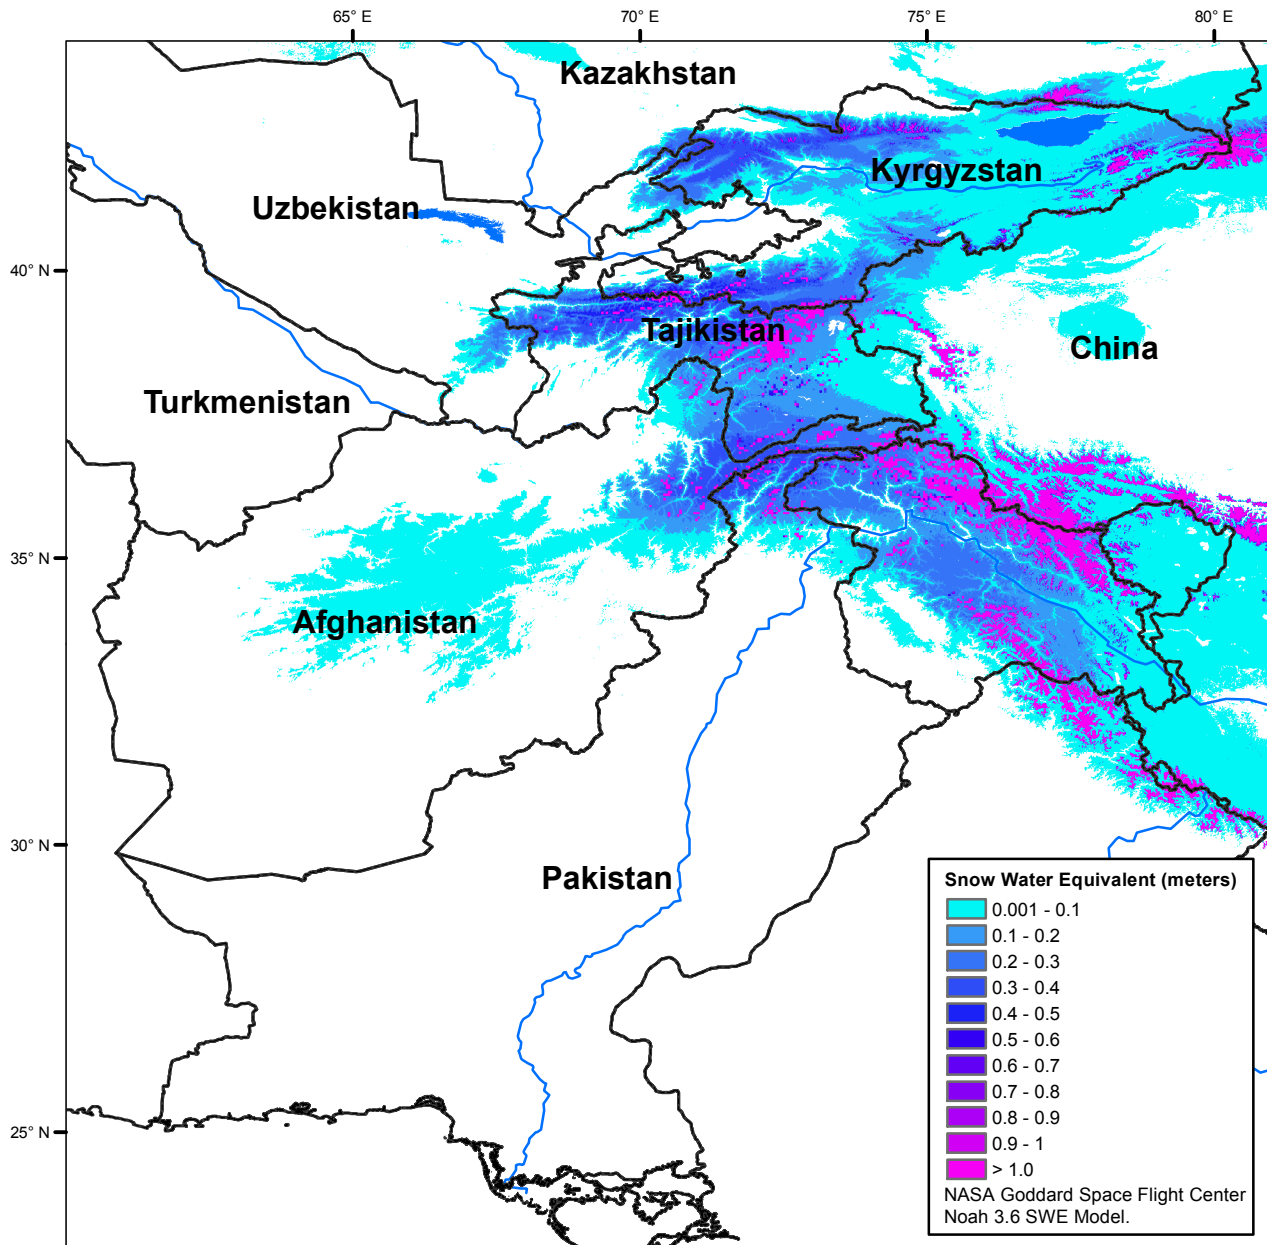 65° E
70° E
75° E
80° E
Kazakhstan
Kyrgyzstan
Uzbekistan
40° N
Tajikistan
China
Turkmenistan
35° N
Afghanistan
30° N
Pakistan
25° N
Snow Water Equivalent (meters)
0.001 - 0.1
0.1 - 0.2
0.2 - 0.3
0.3 - 0.4
0.4 - 0.5
0.5 - 0.6
0.6 - 0.7
0.7 - 0.8
0.8 - 0.9
0.9 - 1
> 1.0
NASA Goddard Space Flight Center
Noah 3.6 SWE Model.